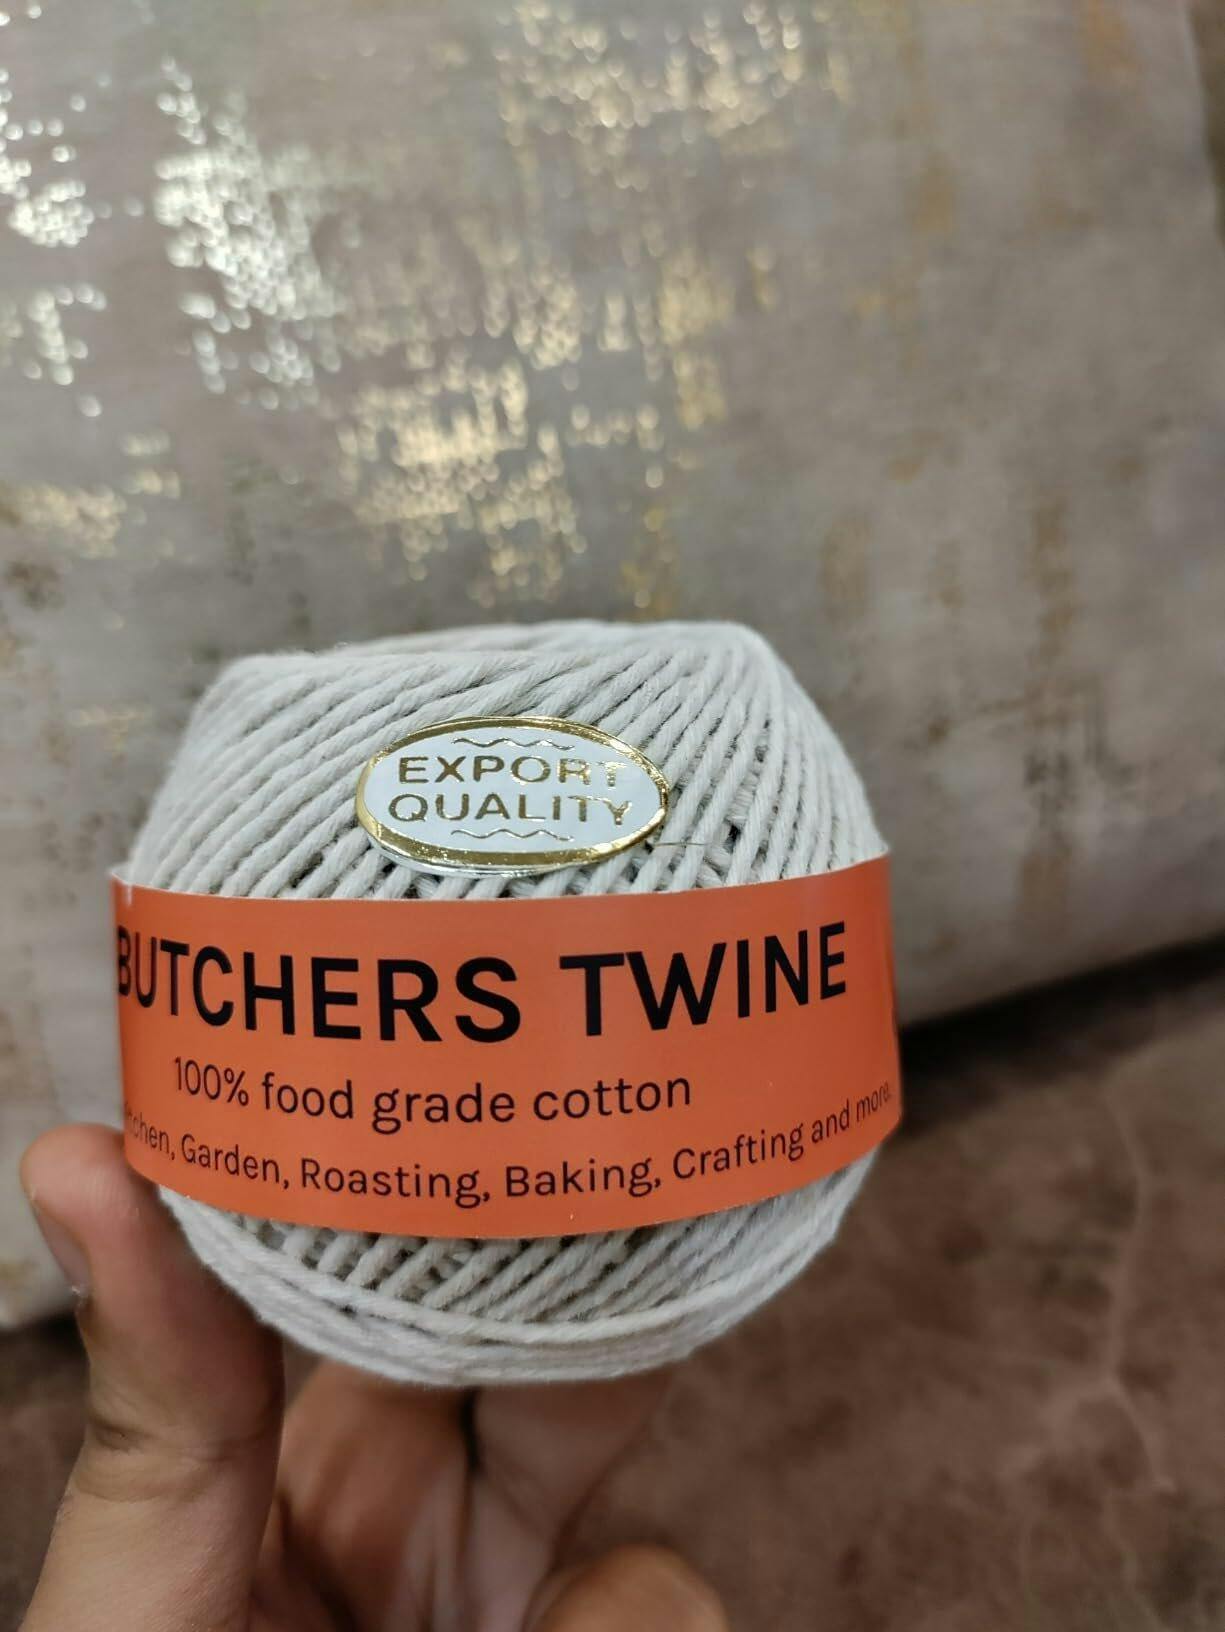 EXPORT
QUALITY
BUTCHERS TWINE
100% food grade cotton
Garden, Roasting, Baking, Crafting and more.